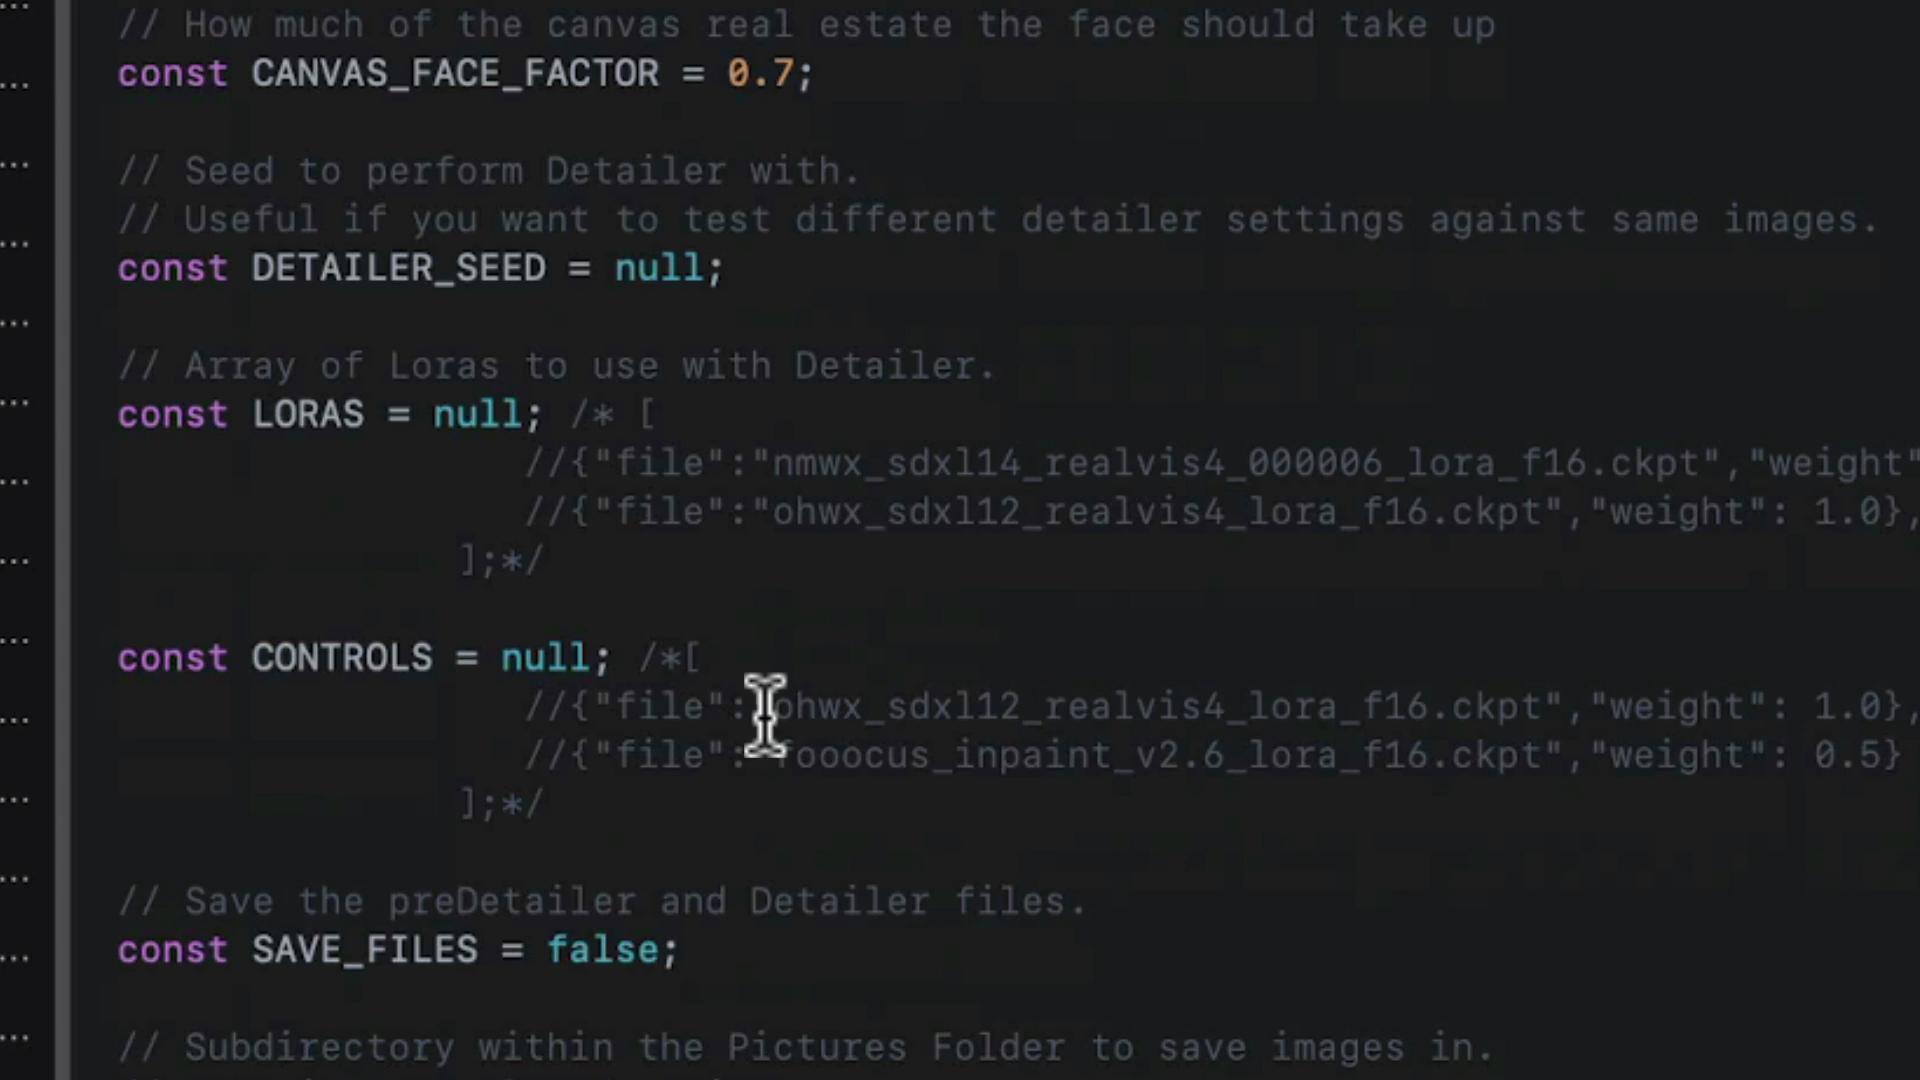 // How much of the canvas real estate the face should take up
const CANVAS_FACE_FACTOR = 0.7;
// Seed to perform Detailer with.
// Useful if you want to test different detailer settings against same images.
const DETAILER_SEED = null;
// Array of Loras to use with Detailer.
const LORAS = null; /* [
//{"file":"nmwx_sdxl14_realvis4_000006_lora_f16.ckpt","weight"
//{"file":"ohwx_sdxl12_realvis4_lora_f16.ckpt","weight": 1.0},
];*/
const CONTROLS = null; /*[
//{"file": ohwx_sdxl12_realvis4_lora_f16.ckpt","weight": 1.0},
//{"file": fooocus_inpaint_v2.6_lora_f16.ckpt","weight": 0.5}
];*/
// Save the preDetailer and Detailer files.
const SAVE_FILES = false;
// Subdirectory within the Pictures Folder to save images in.